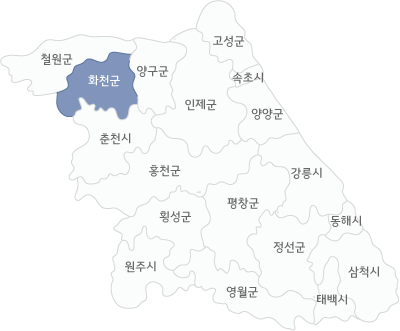 고성군
철원군
양구군
속초시
화천군
인제군
양양군
춘천시
홍천군
강릉시
평창군
횡성군
동해시
정선군
원주시
삼척시
영월군
태백시